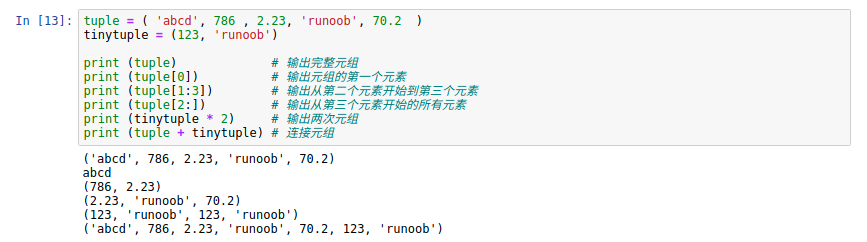 In [13]: tuple = ( 'abcd', 786 , 2.23, 'runoob', 70.2  )
tinytuple = (123, 'runoob')
print (tuple)             # 输出完整元组
print (tuple[0])          # 输出元组的第一个元素
print (tuple[1:3])        # 输出从第二个元素开始到第三个元素
print (tuple[2:])         # 输出从第三个元素开始的所有元素
print (tinytuple * 2)     # 输出两次元组
print (tuple + tinytuple) # 连接元组
('abcd', 786, 2.23, 'runoob', 70.2)
abcd
(786, 2.23)
(2.23, 'runoob', 70.2)
(123, 'runoob', 123, 'runoob')
('abcd', 786, 2.23, 'runoob', 70.2, 123, 'runoob')